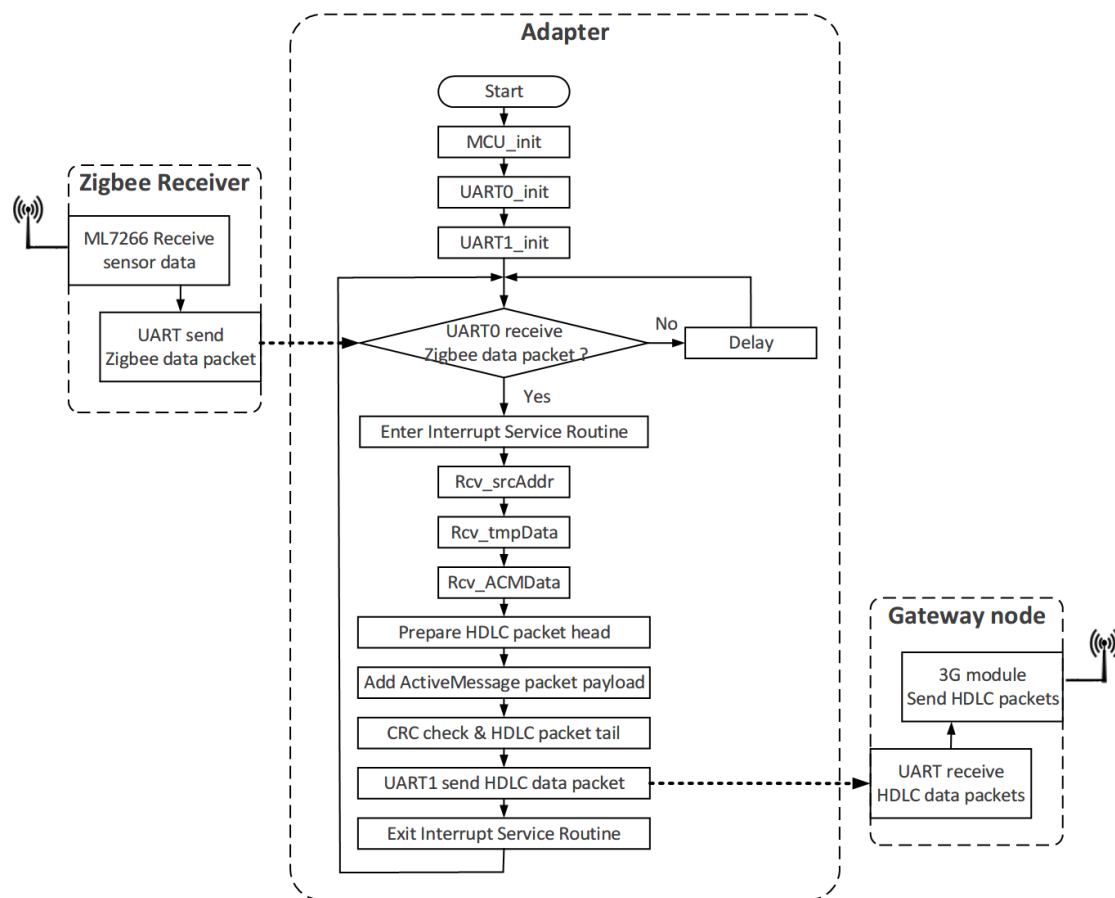 Adapter
Start
MCU_init
UART0_init
UART1_init
Zigbee Receiver
ML7266 Receive
sensor data
UART send
Zigbee data packet
UART0 receive
Zigbee data packet ?
No
Delay
Yes
Enter Interrupt Service Routine
Rcv_srcAddr
Rcv_tmpData
Rcv_ACMData
Prepare HDLC packet head
Add ActiveMessage packet payload
CRC check & HDLC packet tail
UART1 send HDLC data packet
Exit Interrupt Service Routine
Gateway node
3G module
Send HDLC packets
UART receive
HDLC data packets